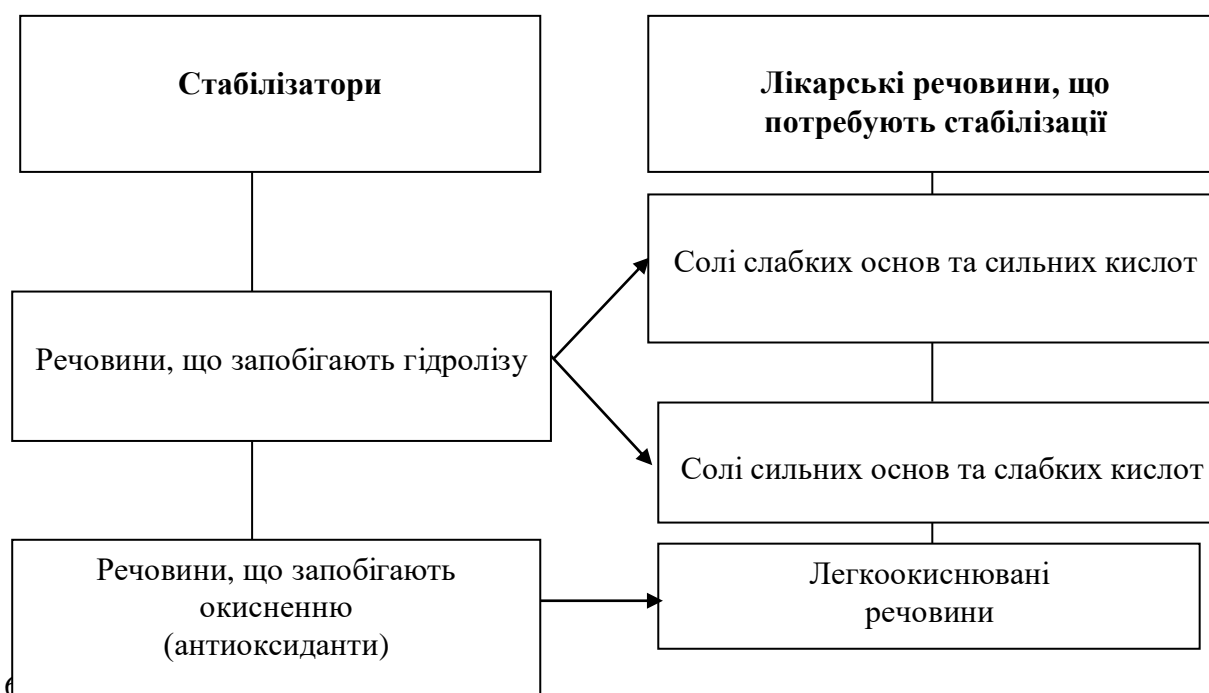 Стабілізатори
Лікарські речовини, що
потребують стабілізації
Солі слабких основ та сильних кислот
Речовини, що запобігають гідролізу
Солі сильних основ та слабких кислот
Речовини, що запобігають
окисненню
(антиоксиданти)
Легкоокиснювані
речовини